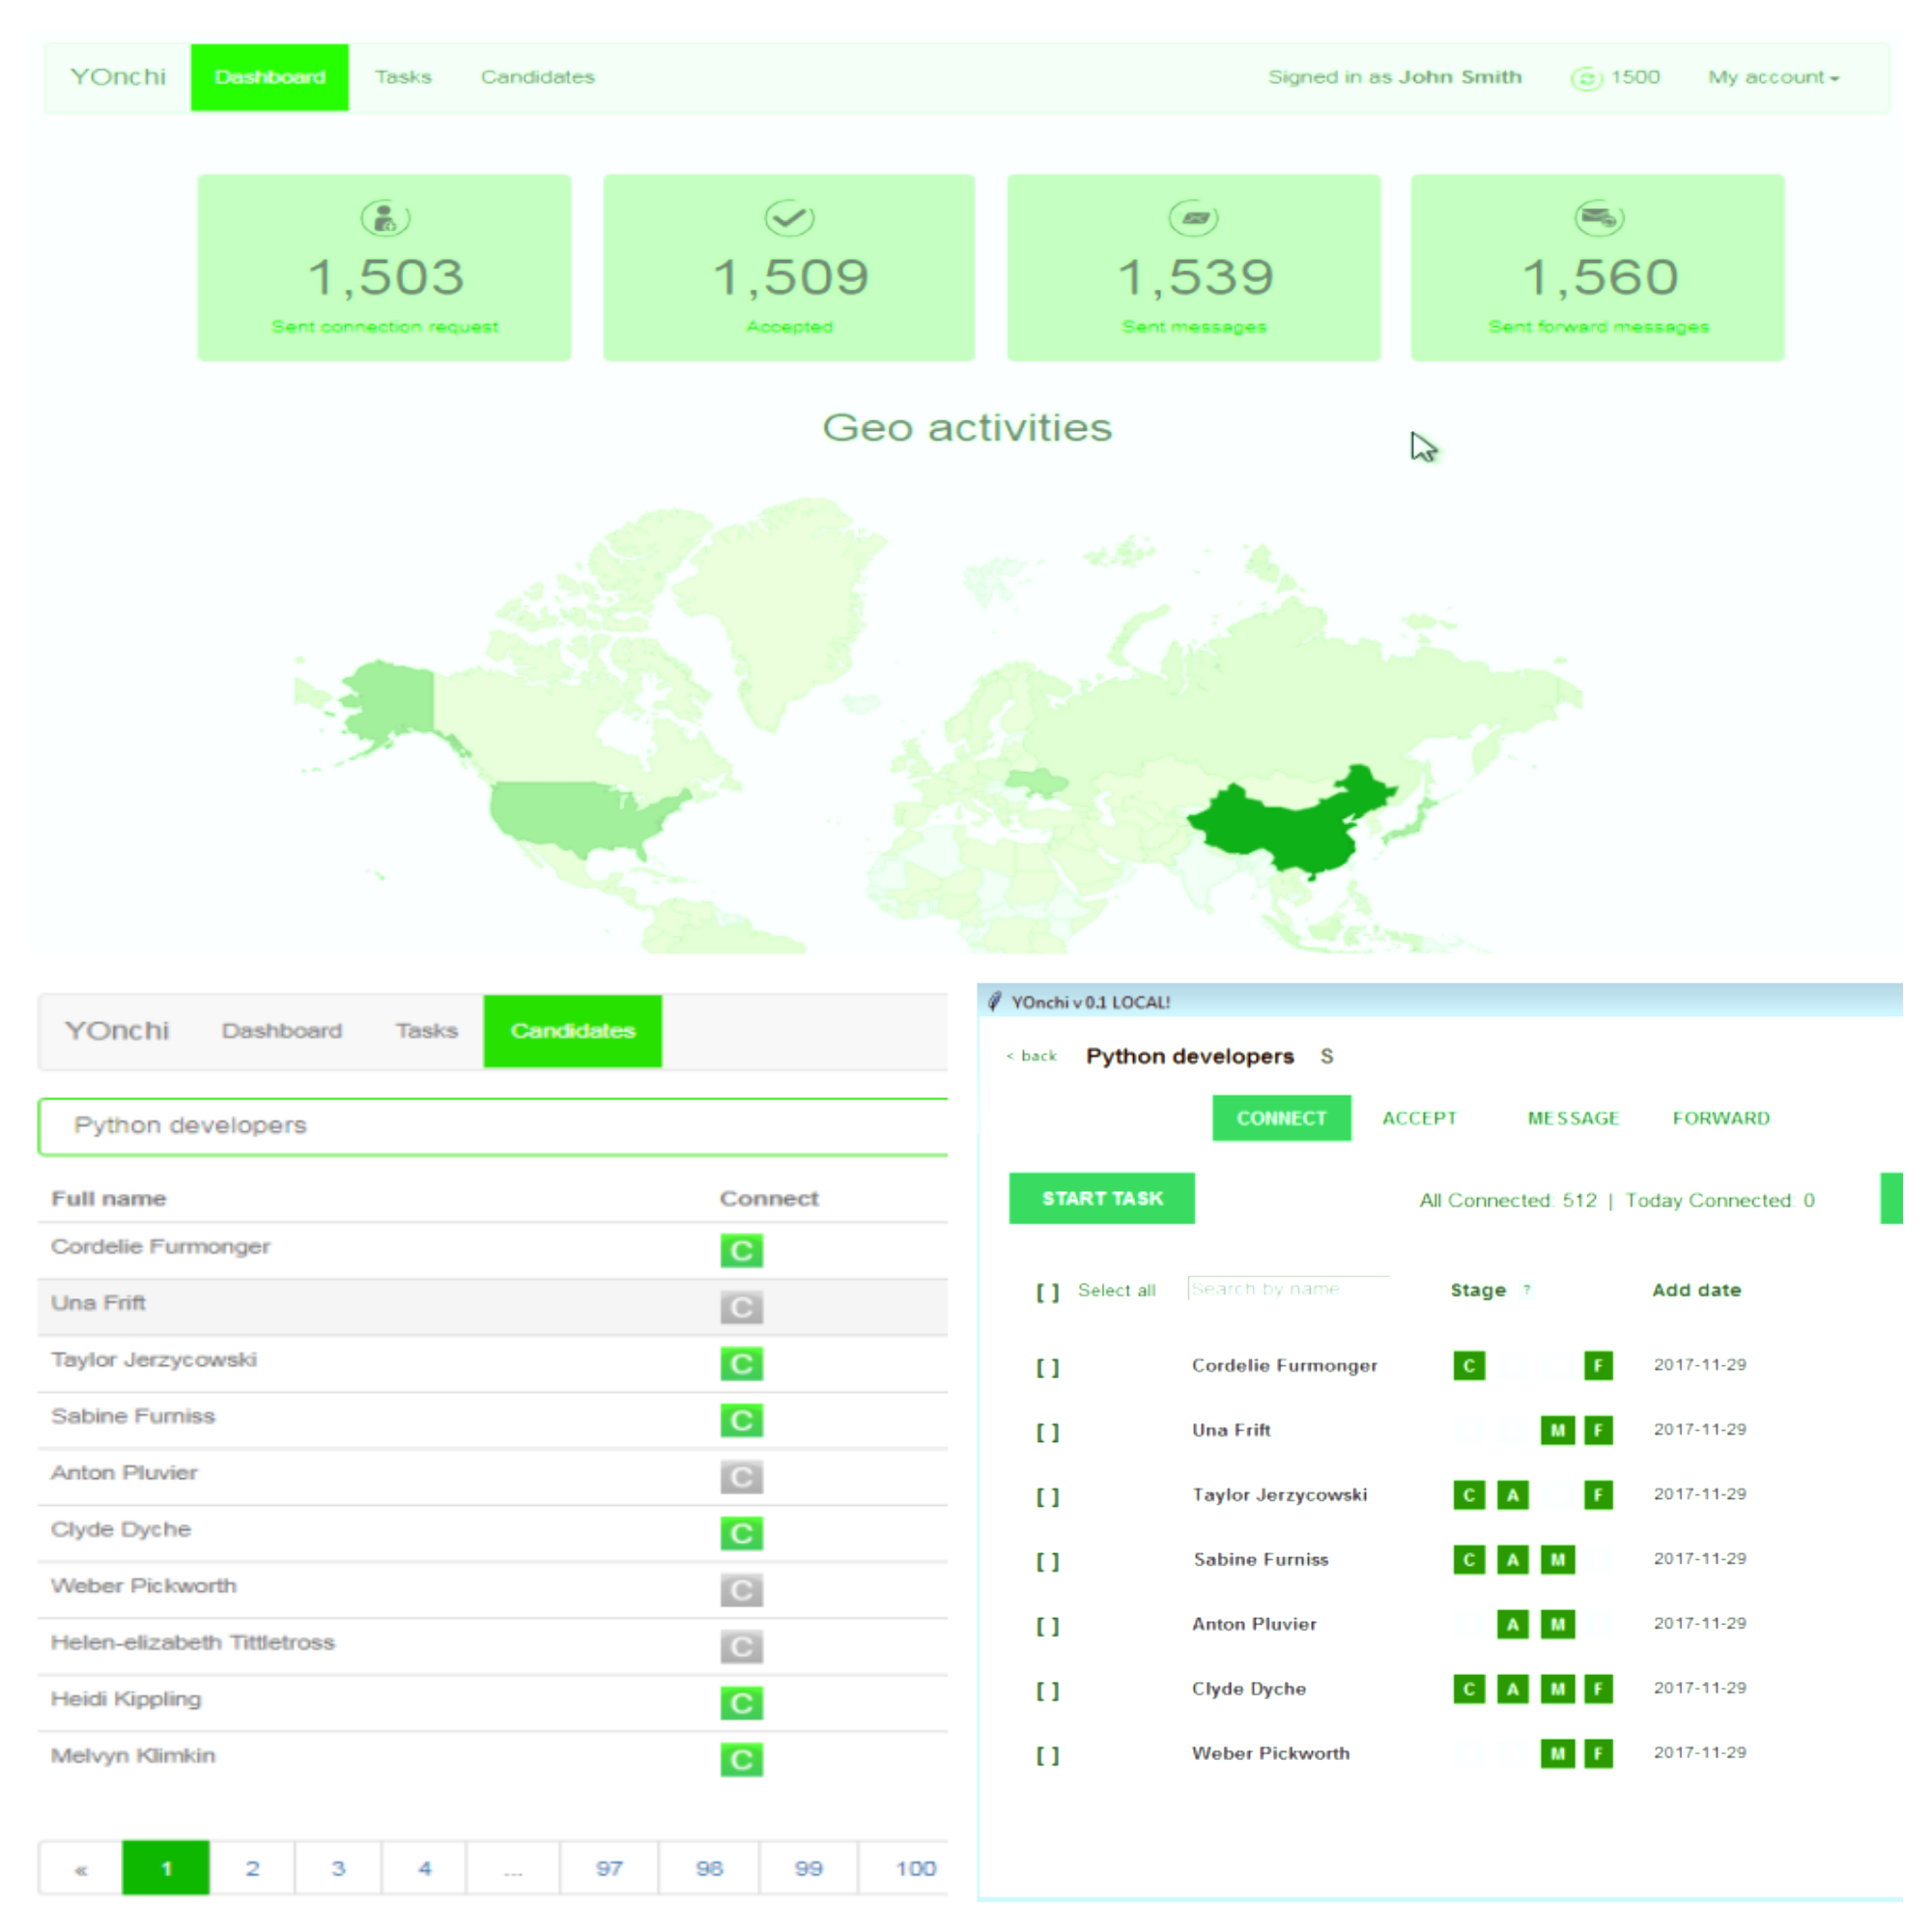 YOnchi Dashboard Tasks Candidates Signed in as John Smith 1500 My account
1,503 1,509 1,539 1,560
Sent connection request Accepted Sent messages Sent forward messages
Geo activities
YOnchi Dashboard Tasks Candidates
Python developers
Full name Connect
Cordelie Furmonger C
Una Frift C
Taylor Jerzycowski C
Sabine Furniss C
Anton Pluvier C
Clyde Dyche C
Weber Pickworth C
Helen-elizabeth Tittletross C
Heidi Kippling C
Melvyn Klimkin C
« 1 2 3 4 ... 97 98 99 100
YOnchi v 0.1 LOCAL!
< back Python developers S
CONNECT ACCEPT MESSAGE FORWARD
START TASK All Connected: 512 | Today Connected: 0
[ ] Select all Search by name Stage ? Add date
[ ] Cordelie Furmonger C F 2017-11-29
[ ] Una Frift M F 2017-11-29
[ ] Taylor Jerzycowski C A F 2017-11-29
[ ] Sabine Furniss C A M 2017-11-29
[ ] Anton Pluvier A M 2017-11-29
[ ] Clyde Dyche C A M F 2017-11-29
[ ] Weber Pickworth M F 2017-11-29